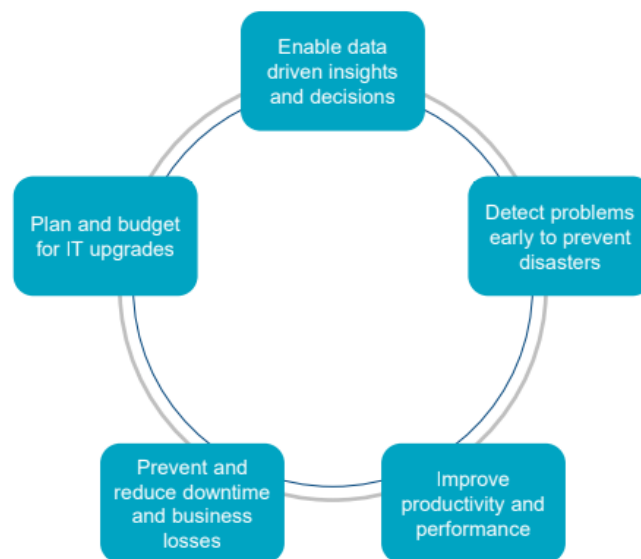 Enable data
driven insights
and decisions
Detect problems
early to prevent
disasters
Improve
productivity and
performance
Prevent and
reduce downtime
and business
losses
Plan and budget
for IT upgrades